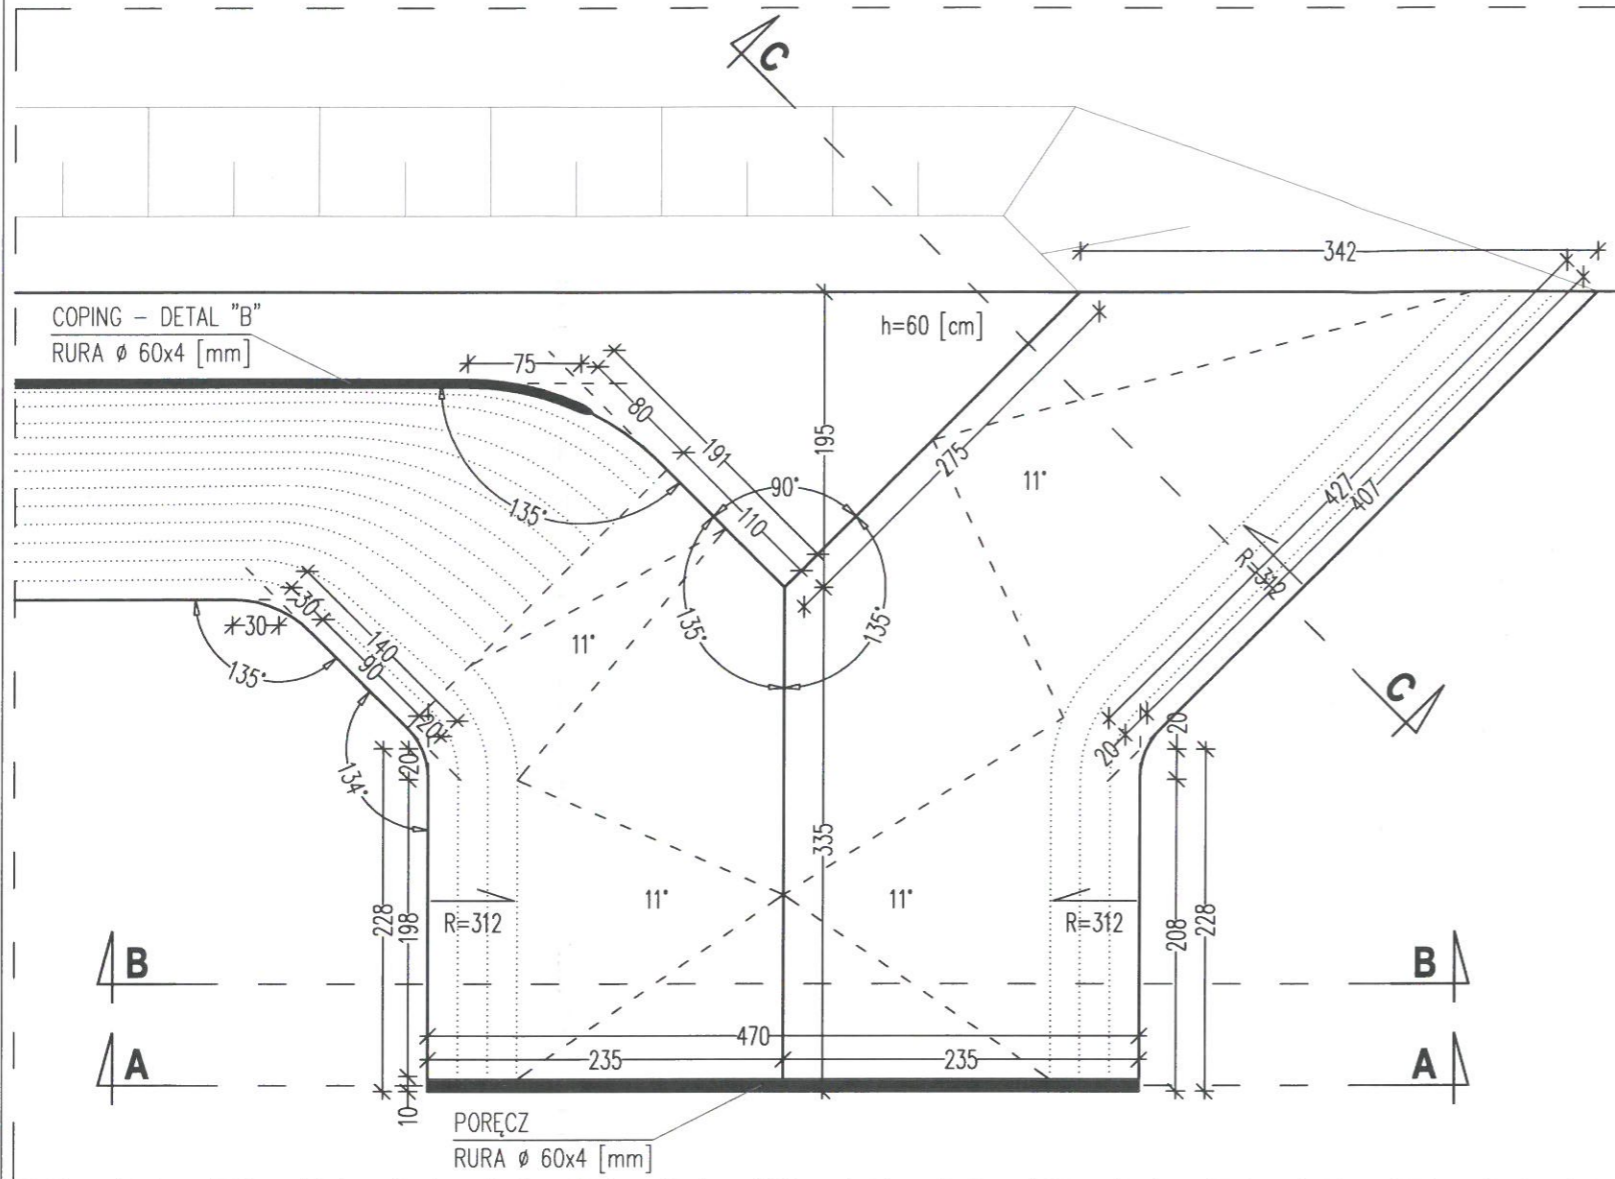 C
342
COPING - DETAL "B"
RURA ø 60x4 [mm]
h=60 [cm]
75
80
191
195
275
11°
427
407
90°
110
135°
R=312
30
30
140
90
135°
11°
135°
135°
C
20
20
20
20
134°
335
11°
11°
228
198
R=312
R=312
208
228
B
B
470
235
235
A
A
10
PORĘCZ
RURA ø 60x4 [mm]